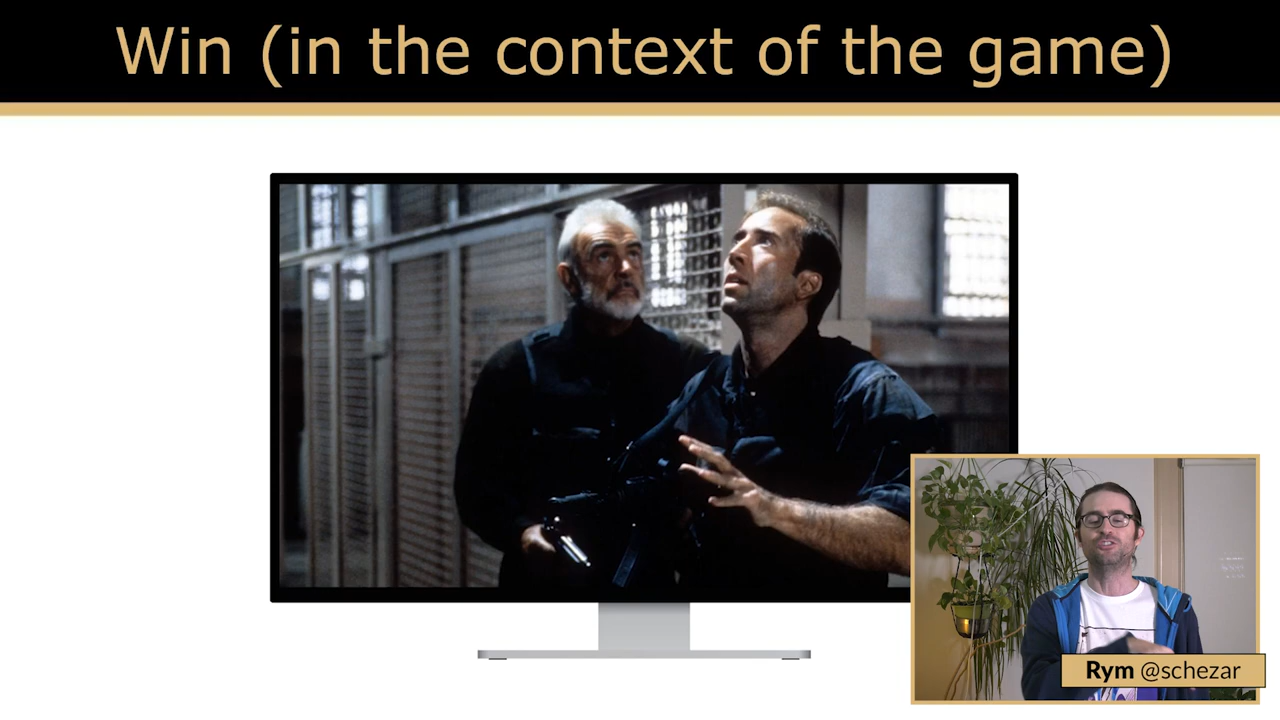 Win (in the context of the game)
Rym @schezar